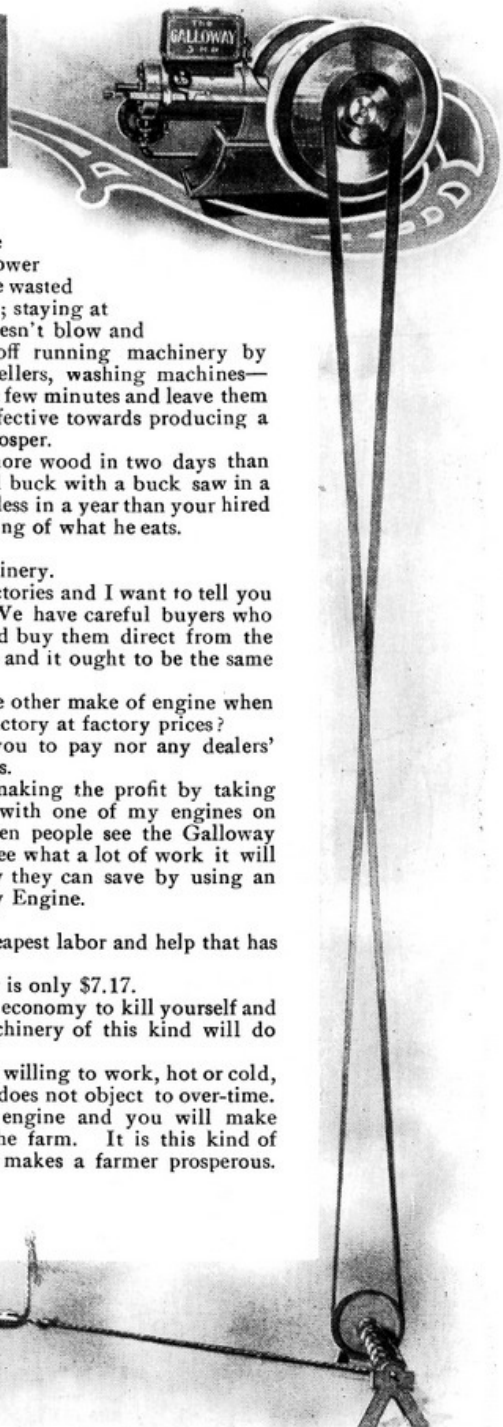 The
GALLOWAY
5 H P
ower
e wasted
; staying at
esn't blow and
off running machinery by
ellers, washing machines—
few minutes and leave them
fective towards producing a
osper.
ore wood in two days than
buck with a buck saw in a
less in a year than your hired
ng of what he eats.
inery.
ctories and I want to tell you
We have careful buyers who
d buy them direct from the
and it ought to be the same
e other make of engine when
ctory at factory prices?
you to pay nor any dealers'
s.
naking the profit by taking
with one of my engines on
en people see the Galloway
ee what a lot of work it will
y they can save by using an
y Engine.
eapest labor and help that has
is only $7.17.
economy to kill yourself and
chinery of this kind will do
willing to work, hot or cold,
does not object to over-time.
engine and you will make
he farm. It is this kind of
makes a farmer prosperous.